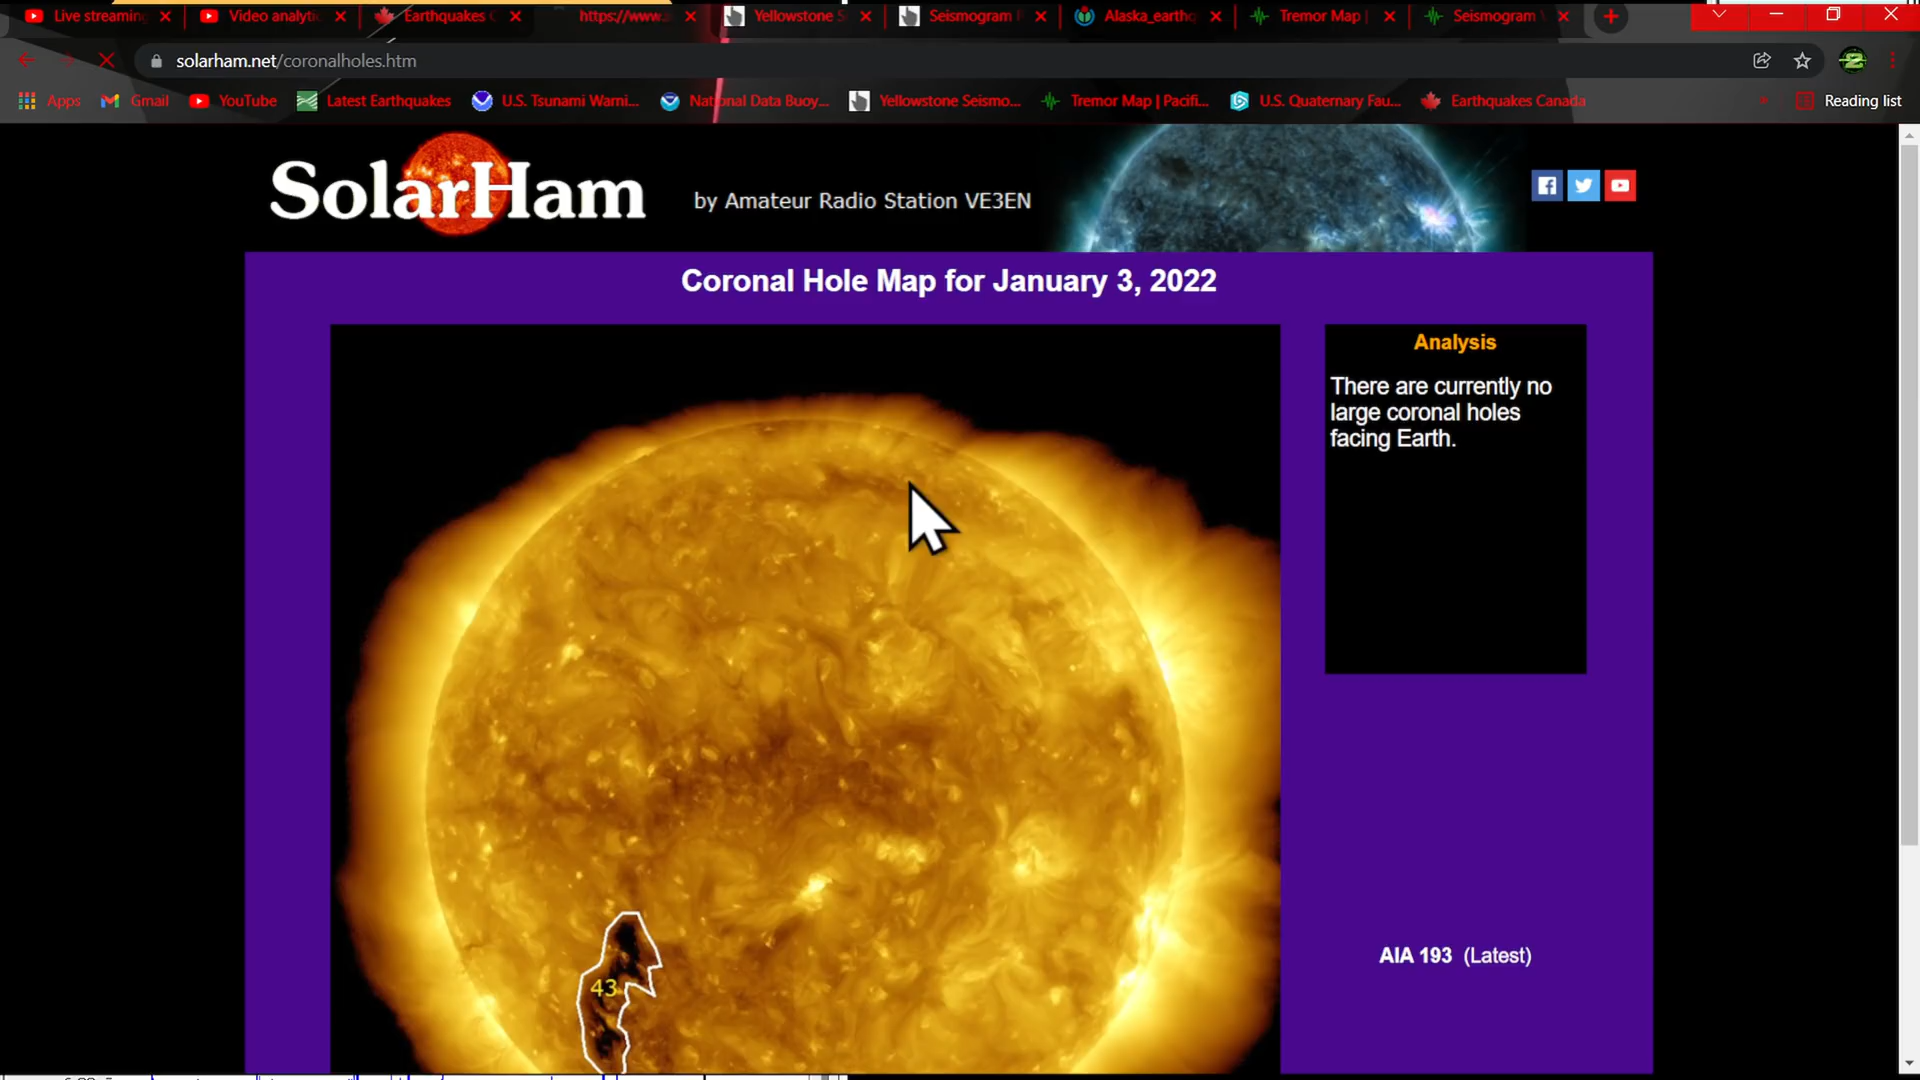 Live streaming
Video analytic
Earthquakes C
https://www.
Yellowstone S
Seismogram
Alaska_earthq
Tremor Map |
Seismogram
solarham.net/coronalholes.htm
Apps
Gmail
YouTube
Latest Earthquakes
U.S. Tsunami Warni...
National Data Buoy...
Yellowstone Seismo...
Tremor Map | Pacifi...
U.S. Quaternary Fau...
Earthquakes Canada
Reading list
SolarHam
by Amateur Radio Station VE3EN
Coronal Hole Map for January 3, 2022
Analysis
There are currently no
large coronal holes
facing Earth.
AIA 193 (Latest)
43